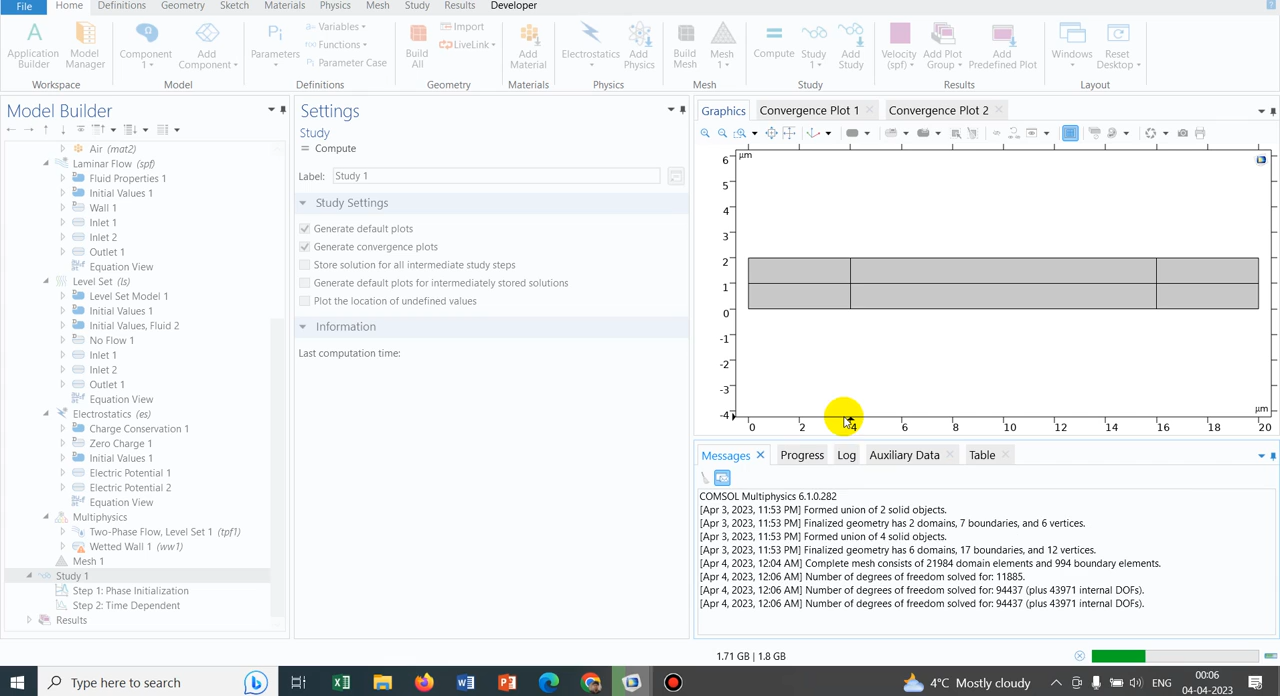 File Home Definitions Geometry Sketch Materials Physics Mesh Study Results Developer
Application Builder
Model Manager
Workspace
Component 1
Add Component
Model
Parameters
Variables
Functions
Parameter Case
Definitions
Build All
Import
LiveLink
Geometry
Add Material
Materials
Electrostatics
Add Physics
Physics
Build Mesh
Mesh 1
Mesh
Compute
Study 1
Add Study
Study
Velocity (spf)
Add Plot Group
Add Predefined Plot
Results
Windows
Reset Desktop
Layout
Model Builder
Air (mat2)
Laminar Flow (spf)
Fluid Properties 1
Initial Values 1
Wall 1
Inlet 1
Inlet 2
Outlet 1
Equation View
Level Set (ls)
Level Set Model 1
Initial Values 1
Initial Values, Fluid 2
No Flow 1
Inlet 1
Inlet 2
Outlet 1
Equation View
Electrostatics (es)
Charge Conservation 1
Zero Charge 1
Initial Values 1
Electric Potential 1
Electric Potential 2
Equation View
Multiphysics
Two-Phase Flow, Level Set 1 (tpf1)
Wetted Wall 1 (ww1)
Mesh 1
Study 1
Step 1: Phase Initialization
Step 2: Time Dependent
Results
Settings
Study
= Compute
Label: Study 1
Study Settings
Generate default plots
Generate convergence plots
Store solution for all intermediate study steps
Generate default plots for intermediately stored solutions
Plot the location of undefined values
Information
Last computation time:
Graphics Convergence Plot 1 Convergence Plot 2
µm
6
5
4
3
2
1
0
-1
-2
-3
-4
µm
0 2 4 6 8 10 12 14 16 18 20
Messages Progress Log Auxiliary Data Table
COMSOL Multiphysics 6.1.0.282
[Apr 3, 2023, 11:53 PM] Formed union of 2 solid objects.
[Apr 3, 2023, 11:53 PM] Finalized geometry has 2 domains, 7 boundaries, and 6 vertices.
[Apr 3, 2023, 11:53 PM] Formed union of 4 solid objects.
[Apr 3, 2023, 11:53 PM] Finalized geometry has 6 domains, 17 boundaries, and 12 vertices.
[Apr 4, 2023, 12:04 AM] Complete mesh consists of 21984 domain elements and 994 boundary elements.
[Apr 4, 2023, 12:06 AM] Number of degrees of freedom solved for: 11885.
[Apr 4, 2023, 12:06 AM] Number of degrees of freedom solved for: 94437 (plus 43971 internal DOFs).
[Apr 4, 2023, 12:06 AM] Number of degrees of freedom solved for: 94437 (plus 43971 internal DOFs).
1.71 GB | 1.8 GB
Type here to search
4°C Mostly cloudy
ENG
00:06
04-04-2023